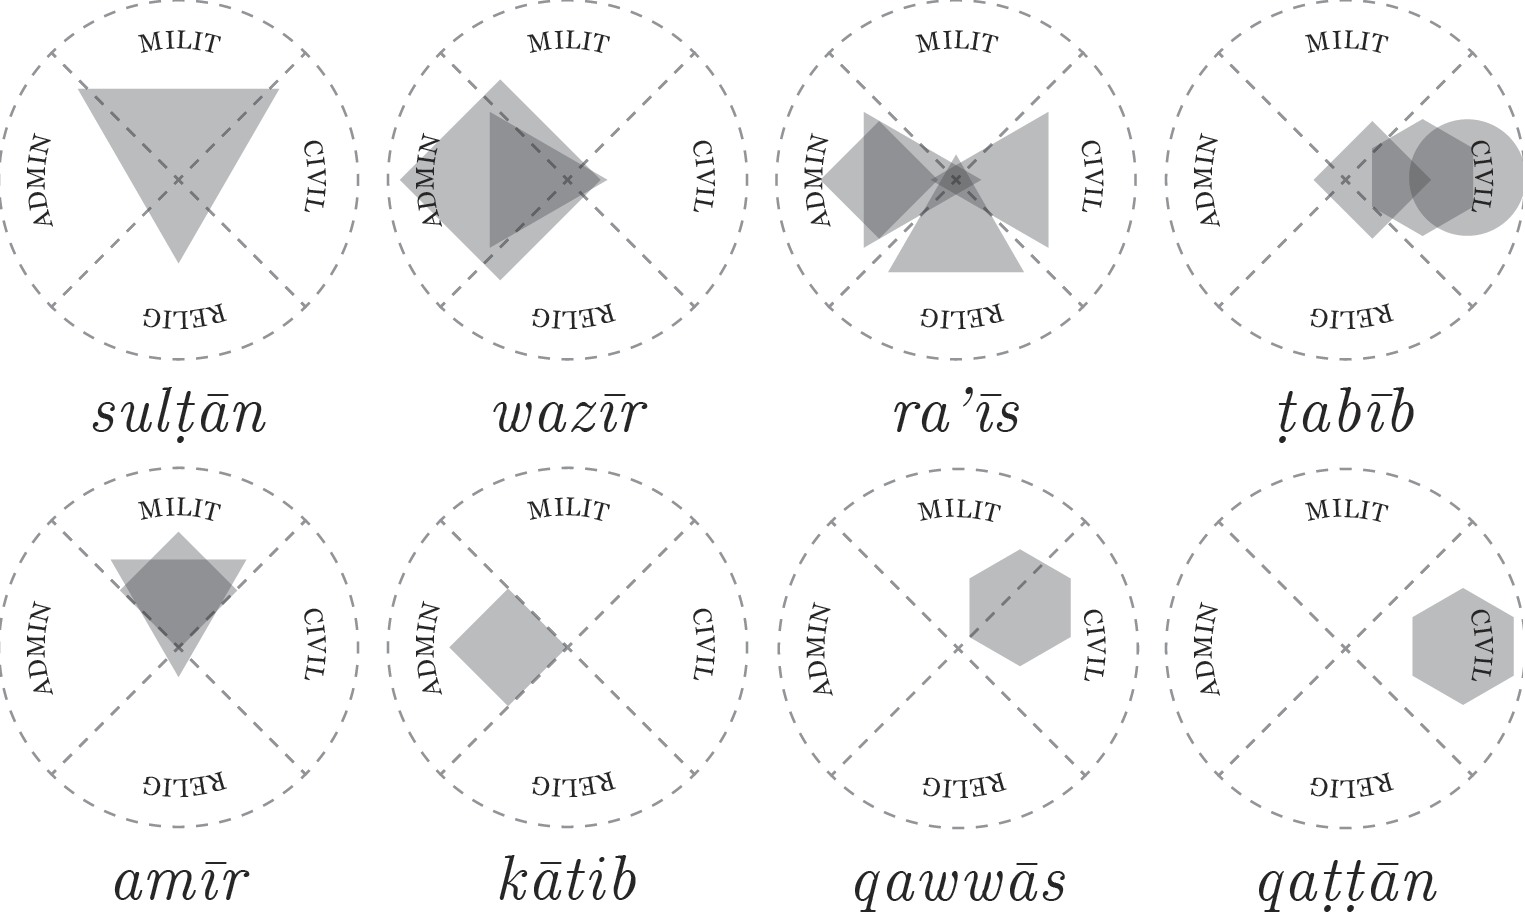 MILIT MILIT MILIT MILIT
ADMIN CIVIL ADMIN CIVIL ADMIN CIVIL ADMIN CIVIL
RELIG RELIG RELIG RELIG
sulṭān wazīr ra’īs ṭabīb
MILIT MILIT MILIT MILIT
ADMIN CIVIL ADMIN CIVIL ADMIN CIVIL ADMIN CIVIL
RELIG RELIG RELIG RELIG
amīr kātib qawwās qaṭṭān